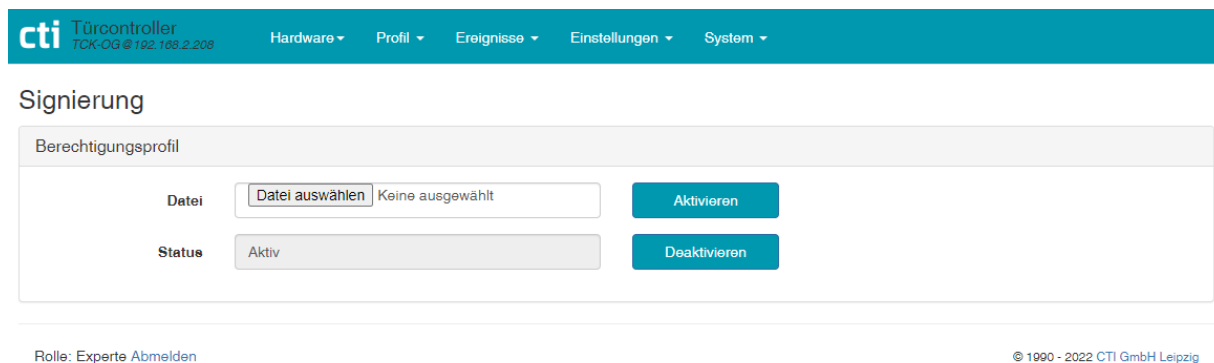 cti Türcontroller
TCK-OG@192.168.2.208
Hardware Profil Ereignisse Einstellungen System
Signierung
Berechtigungsprofil
Datei Datei auswählen Keine ausgewählt Aktivieren
Status Aktiv Deaktivieren
Rolle: Experte Abmelden © 1990 - 2022 CTI GmbH Leipzig